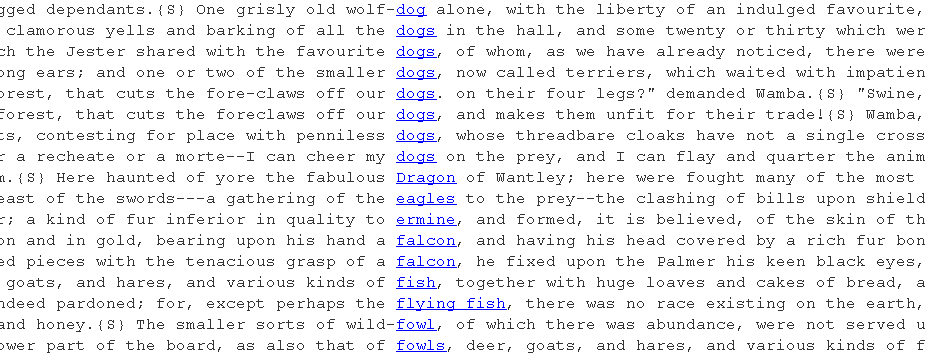 gged dependants.{S} One grisly old wolf-dog alone, with the liberty of an indulged favourite,
clamorous yells and barking of all the dogs in the hall, and some twenty or thirty which wer
ch the Jester shared with the favourite dogs, of whom, as we have already noticed, there were
ong ears; and one or two of the smaller dogs, now called terriers, which waited with impatien
orest, that cuts the fore-claws off our dogs. on their four legs?" demanded Wamba.{S} "Swine,
forest, that cuts the foreclaws off our dogs, and makes them unfit for their trade!{S} Wamba,
ts, contesting for place with penniless dogs, whose threadbare cloaks have not a single cross
r a recheate or a morte--I can cheer my dogs on the prey, and I can flay and quarter the anim
m.{S} Here haunted of yore the fabulous Dragon of Wantley; here were fought many of the most
east of the swords---a gathering of the eagles to the prey--the clashing of bills upon shield
r; a kind of fur inferior in quality to ermine, and formed, it is believed, of the skin of th
on and in gold, bearing upon his hand a falcon, and having his head covered by a rich fur bon
ed pieces with the tenacious grasp of a falcon, he fixed upon the Palmer his keen black eyes,
goats, and hares, and various kinds of fish, together with huge loaves and cakes of bread, a
ndeed pardoned; for, except perhaps the flying fish, there was no race existing on the earth,
and honey.{S} The smaller sorts of wild-fowl, of which there was abundance, were not served u
ower part of the board, as also that of fowls, deer, goats, and hares, and various kinds of f